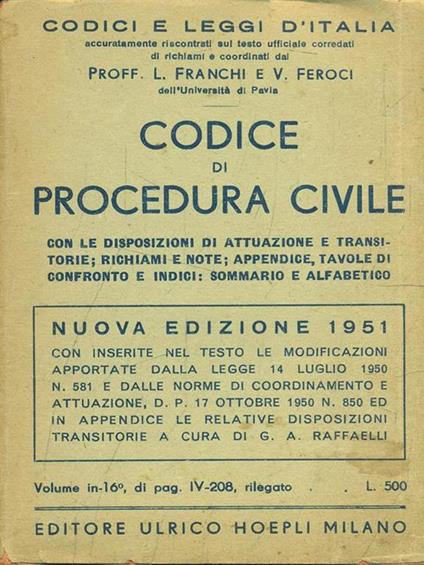 CODICI E LEGGI D'ITALIA
accuratamente riscontrati sul testo ufficiale corredati
di richiami e coordinati dai
PROFF. L. FRANCHI E V. FEROCI
dell'Università di Pavia
CODICE
DI
PROCEDURA CIVILE
CON LE DISPOSIZIONI DI ATTUAZIONE E TRANSI-
TORIE; RICHIAMI E NOTE; APPENDICE, TAVOLE DI
CONFRONTO E INDICI: SOMMARIO E ALFABETICO
NUOVA EDIZIONE 1951
CON INSERITE NEL TESTO LE MODIFICAZIONI
APPORTATE DALLA LEGGE 14 LUGLIO 1950
N. 581 E DALLE NORME DI COORDINAMENTO E
ATTUAZIONE, D. P. 17 OTTOBRE 1950 N. 850 ED
IN APPENDICE LE RELATIVE DISPOSIZIONI
TRANSITORIE A CURA DI G. A. RAFFAELLI
Volume in-16º, di pag. IV-208, rilegato . . L. 500
EDITORE ULRICO HOEPLI MILANO